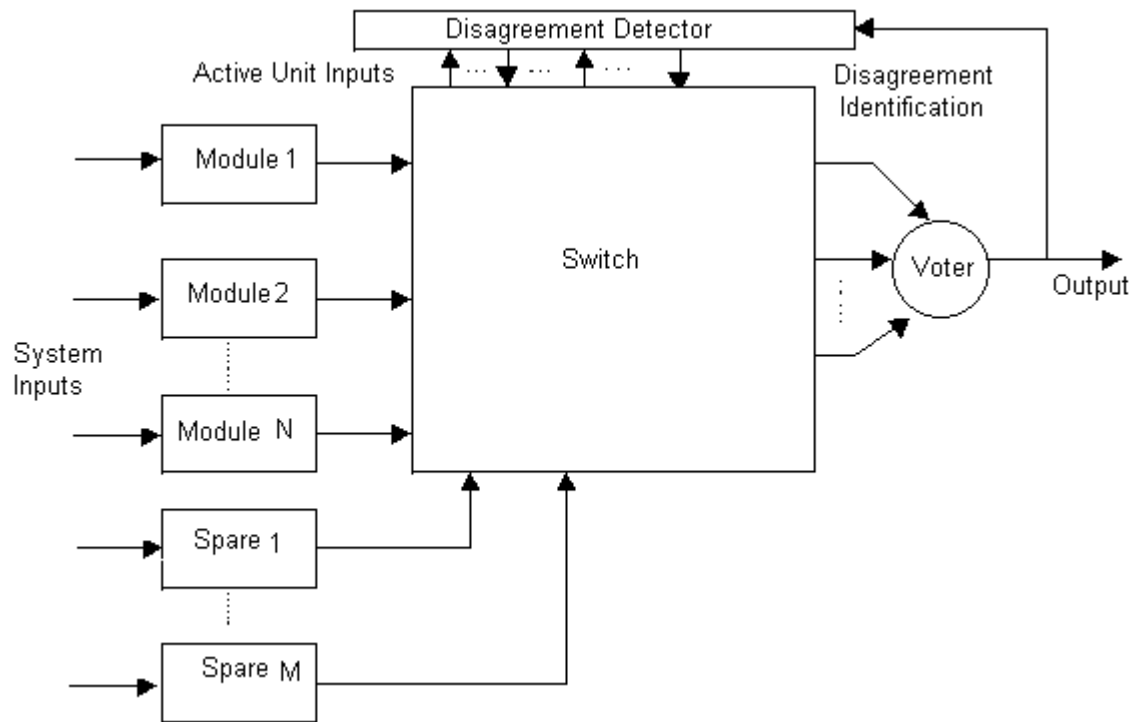 Disagreement Detector
Active Unit Inputs
Disagreement
Identification
Module 1
Module 2
Module N
Spare 1
Spare M
System
Inputs
Switch
Voter
Output